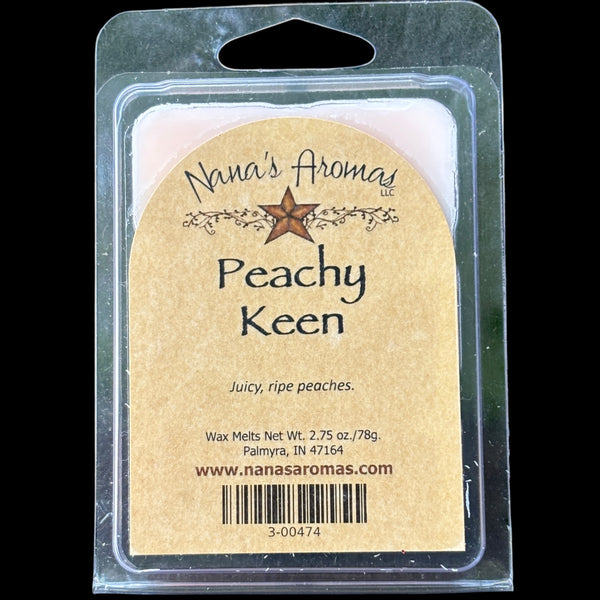 Nana's Aromas
LLC
Peachy
Keen
Juicy, ripe peaches.
Wax Melts Net Wt. 2.75 oz./78g.
Palmyra, IN 47164
www.nanasaromas.com
3-00474